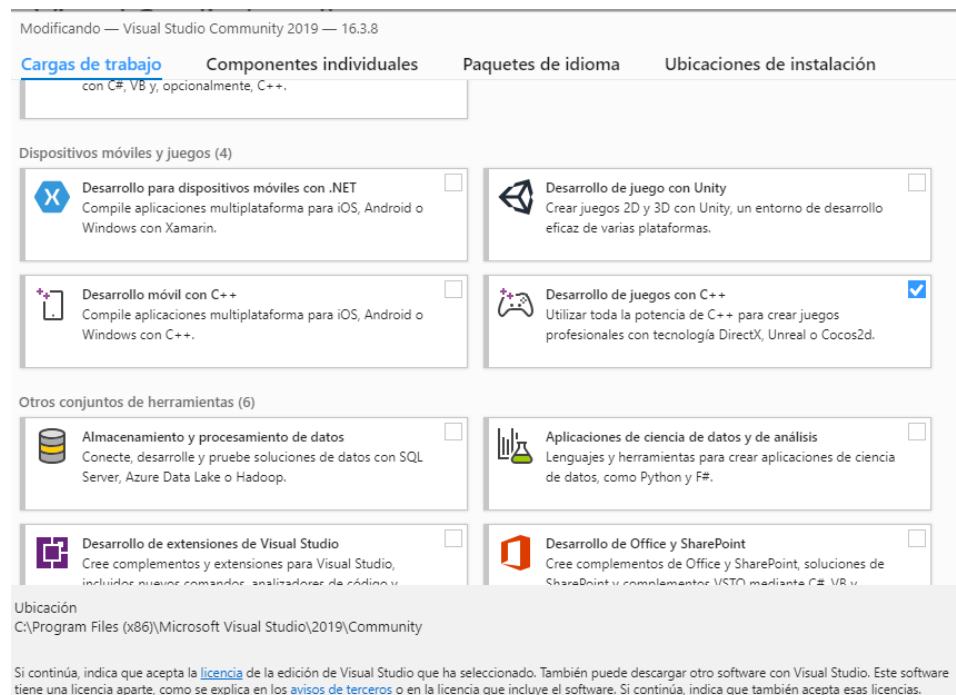 Modificando — Visual Studio Community 2019 — 16.3.8
Cargas de trabajo Componentes individuales Paquetes de idioma Ubicaciones de instalación
con C#, VB y, opcionalmente, C++.
Dispositivos móviles y juegos (4)
Desarrollo para dispositivos móviles con .NET
Compile aplicaciones multiplataforma para iOS, Android o
Windows con Xamarin.
Desarrollo de juego con Unity
Crear juegos 2D y 3D con Unity, un entorno de desarrollo
eficaz de varias plataformas.
Desarrollo móvil con C++
Compile aplicaciones multiplataforma para iOS, Android o
Windows con C++.
Desarrollo de juegos con C++
Utilizar toda la potencia de C++ para crear juegos
profesionales con tecnología DirectX, Unreal o Cocos2d.
Otros conjuntos de herramientas (6)
Almacenamiento y procesamiento de datos
Conecte, desarrolle y pruebe soluciones de datos con SQL
Server, Azure Data Lake o Hadoop.
Aplicaciones de ciencia de datos y de análisis
Lenguajes y herramientas para crear aplicaciones de ciencia
de datos, como Python y F#.
Desarrollo de extensiones de Visual Studio
Cree complementos y extensiones para Visual Studio,
incluidos nuevos comandos, analizadores de código y
Desarrollo de Office y SharePoint
Cree complementos de Office y SharePoint, soluciones de
SharePoint y complementos VSTO mediante C#, VB y
Ubicación
C:\Program Files (x86)\Microsoft Visual Studio\2019\Community
Si continúa, indica que acepta la licencia de la edición de Visual Studio que ha seleccionado. También puede descargar otro software con Visual Studio. Este software
tiene una licencia aparte, como se explica en los avisos de terceros o en la licencia que incluye el software. Si continúa, indica que también acepta esas licencias.